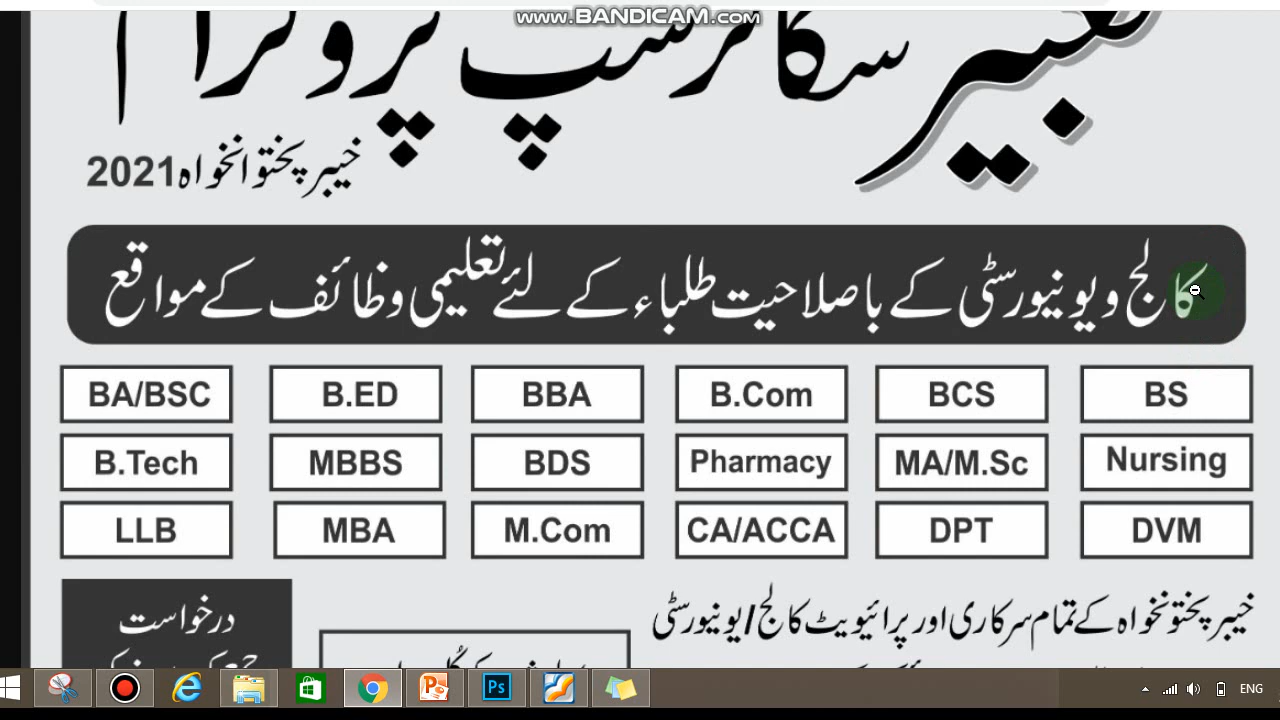 www.BANDICAM.com
تعبیر سکالرشپ پروگرام
خیبر پختونخواہ 2021
کالج و یونیورسٹی کے باصلاحیت طلباء کے لئے تعلیمی وظائف کے مواقع
BA/BSC B.ED BBA B.Com BCS BS
B.Tech MBBS BDS Pharmacy MA/M.Sc Nursing
LLB MBA M.Com CA/ACCA DPT DVM
خیبر پختونخواہ کے تمام سرکاری اور پرائیویٹ کالج/یونیورسٹی
درخواست
Ps
ENG